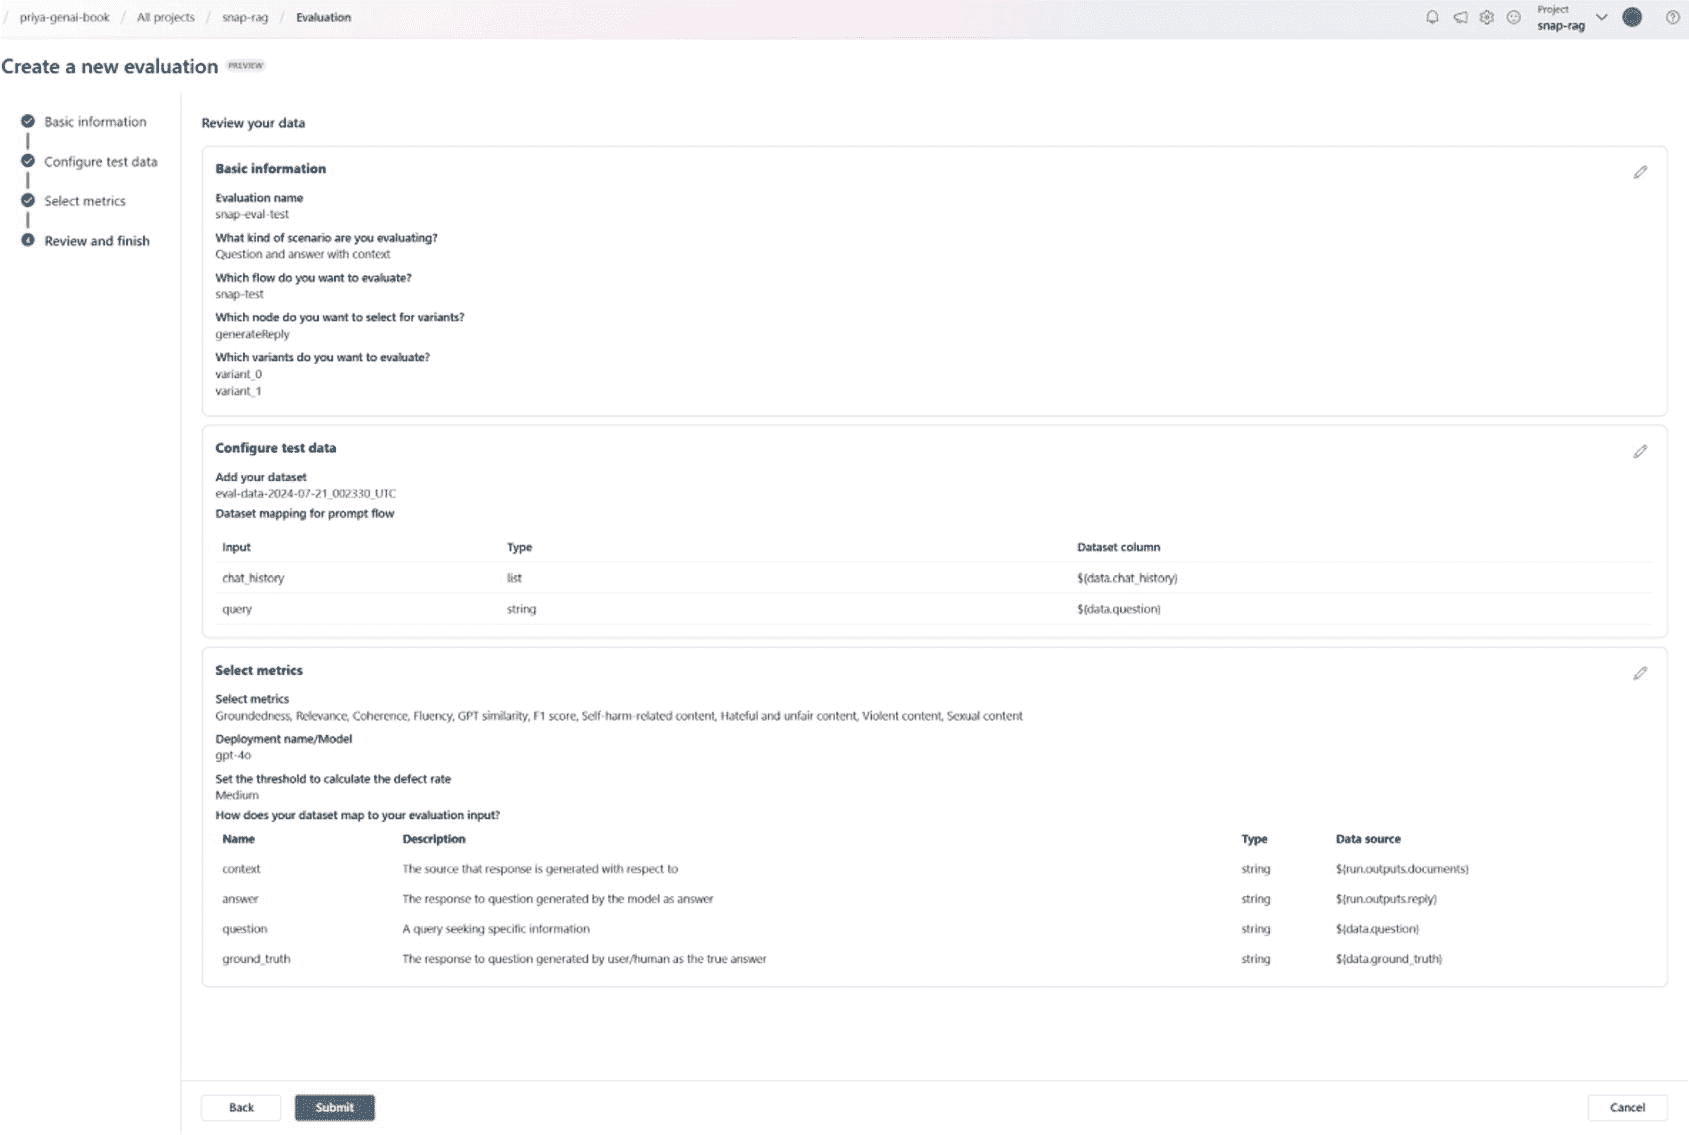 / priya-genai-book / All projects / snap-rag / Evaluation
Project
snap-rag
Create a new evaluation PREVIEW
Basic information
Configure test data
Select metrics
4 Review and finish
Review your data
Basic information
Evaluation name
snap-eval-test
What kind of scenario are you evaluating?
Question and answer with context
Which flow do you want to evaluate?
snap-test
Which node do you want to select for variants?
generateReply
Which variants do you want to evaluate?
variant_0
variant_1
Configure test data
Add your dataset
eval-data-2024-07-21_002330_UTC
Dataset mapping for prompt flow
Input Type Dataset column
chat_history list ${data.chat_history}
query string ${data.question}
Select metrics
Select metrics
Groundedness, Relevance, Coherence, Fluency, GPT similarity, F1 score, Self-harm-related content, Hateful and unfair content, Violent content, Sexual content
Deployment name/Model
gpt-4o
Set the threshold to calculate the defect rate
Medium
How does your dataset map to your evaluation input?
Name Description Type Data source
context The source that response is generated with respect to string ${run.outputs.documents}
answer The response to question generated by the model as answer string ${run.outputs.reply}
question A query seeking specific information string ${data.question}
ground_truth The response to question generated by user/human as the true answer string ${data.ground_truth}
Back Submit Cancel